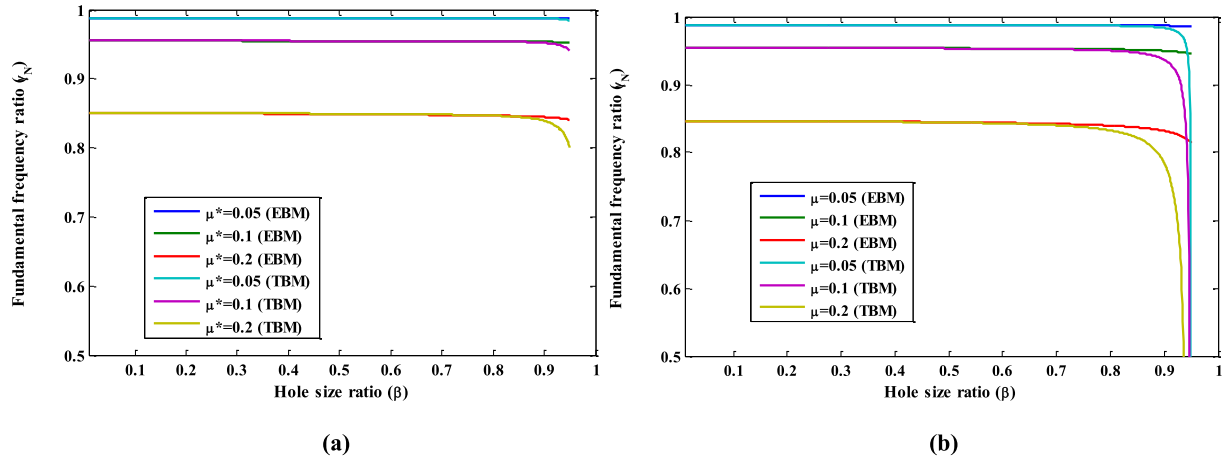 1
0.9
0.8
0.7
0.6
0.5
0.1 0.2 0.3 0.4 0.5 0.6 0.7 0.8 0.9 1
Fundamental frequency ratio (ψN)
Hole size ratio (β)
μ*=0.05 (EBM)
μ*=0.1 (EBM)
μ*=0.2 (EBM)
μ*=0.05 (TBM)
μ*=0.1 (TBM)
μ*=0.2 (TBM)
(a)
1
0.9
0.8
0.7
0.6
0.5
0.1 0.2 0.3 0.4 0.5 0.6 0.7 0.8 0.9 1
Fundamental frequency ratio (ψN)
Hole size ratio (β)
μ=0.05 (EBM)
μ=0.1 (EBM)
μ=0.2 (EBM)
μ=0.05 (TBM)
μ=0.1 (TBM)
μ=0.2 (TBM)
(b)